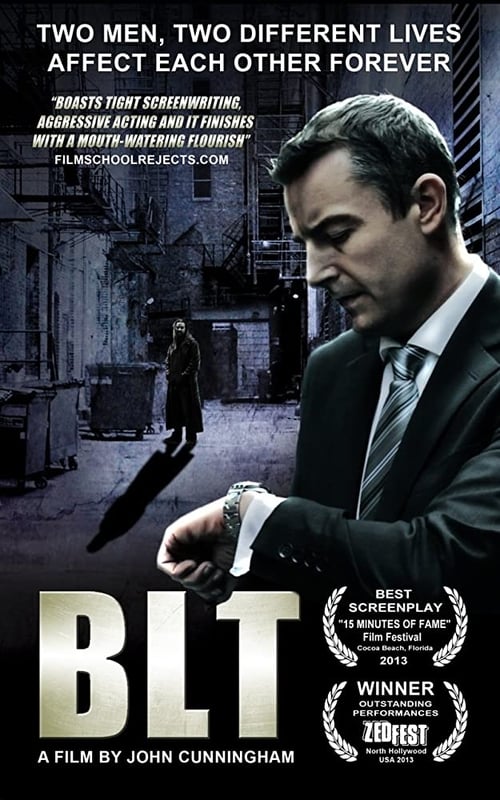 TWO MEN, TWO DIFFERENT LIVES
AFFECT EACH OTHER FOREVER
"BOASTS TIGHT SCREENWRITING,
AGGRESSIVE ACTING AND IT FINISHES
WITH A MOUTH-WATERING FLOURISH"
FILMSCHOOLREJECTS.COM
BLT
A FILM BY JOHN CUNNINGHAM
BEST
SCREENPLAY
"15 MINUTES OF FAME"
Film Festival
Cocoa Beach, Florida
2013
WINNER
OUTSTANDING
PERFORMANCES
ZEDFEST
North Hollywood
USA 2013